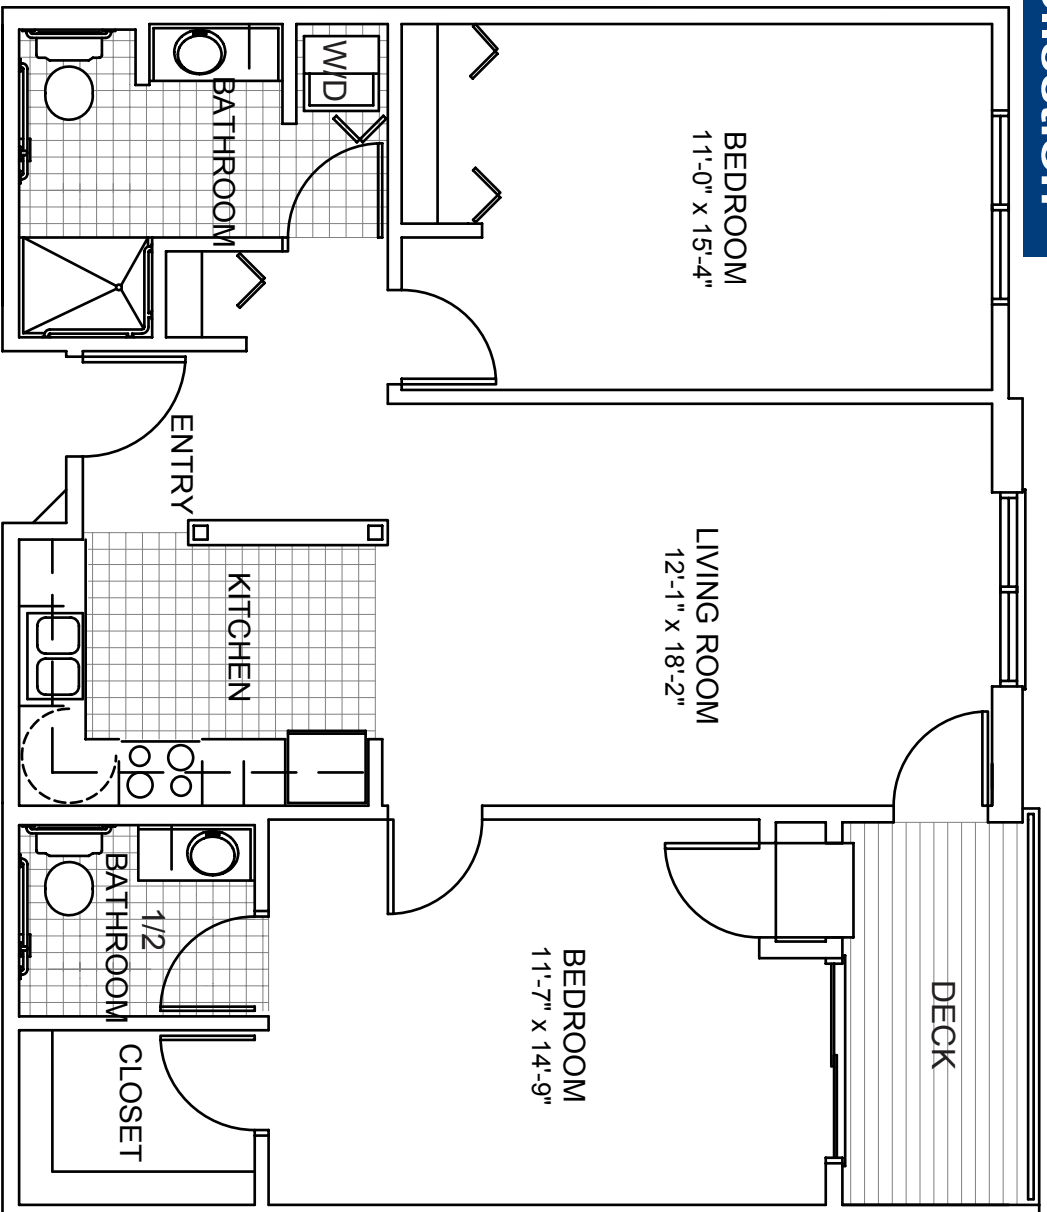 W/D
BATHROOM
BEDROOM
11'-0" x 15'-4"
ENTRY
KITCHEN
LIVING ROOM
12'-1" x 18'-2"
1/2
BATHROOM
CLOSET
BEDROOM
11'-7" x 14'-9"
DECK